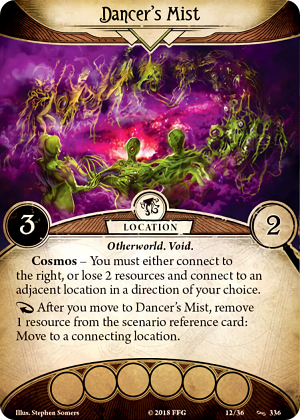 Dancer's Mist
3
LOCATION
2
Otherworld. Void.
Cosmos – You must either connect to
the right, or lose 2 resources and connect to an
adjacent location in a direction of your choice.
After you move to Dancer's Mist, remove
1 resource from the scenario reference card:
Move to a connecting location.
Illus. Stephen Somers
© 2018 FFG
12/36
336